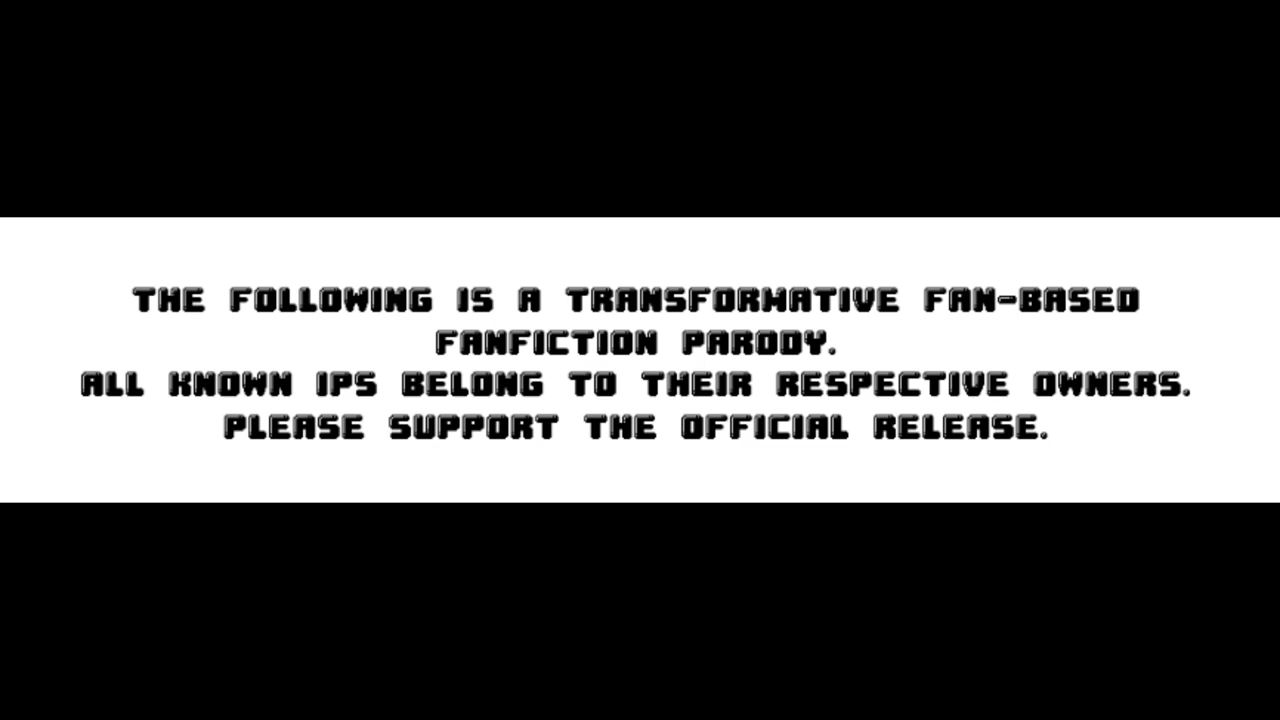 THE FOLLOWING IS A TRANSFORMATIVE FAN-BASED
FANFICTION PARODY.
ALL KNOWN IPS BELONG TO THEIR RESPECTIVE OWNERS.
PLEASE SUPPORT THE OFFICIAL RELEASE.